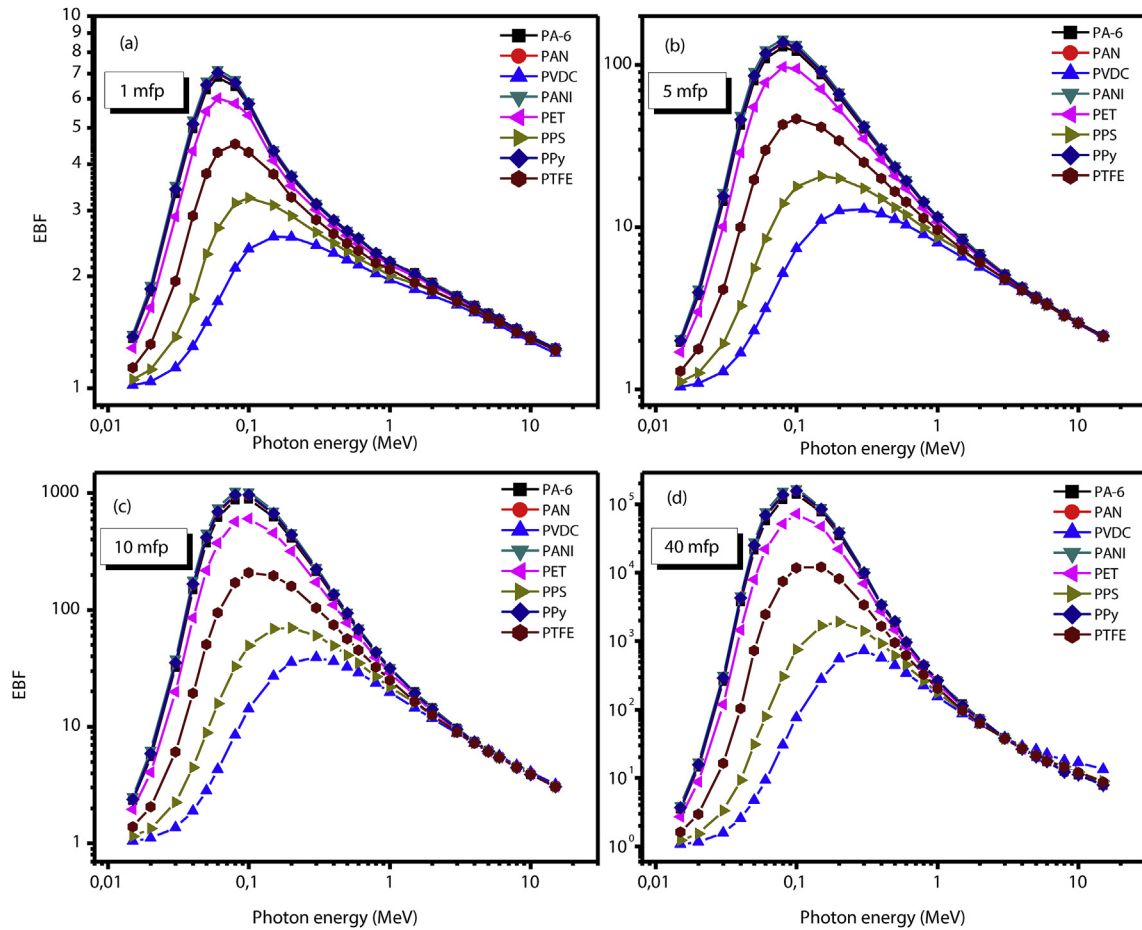 (a)
1 mfp
PA-6
PAN
PVDC
PANI
PET
PPS
PPy
PTFE
10
9
8
7
6
5
4
3
2
1
EBF
0,01 0,1 1 10
Photon energy (MeV)
(b)
5 mfp
PA-6
PAN
PVDC
PANI
PET
PPS
PPy
PTFE
100
10
1
0,01 0,1 1 10
Photon energy (MeV)
(c)
10 mfp
PA-6
PAN
PVDC
PANI
PET
PPS
PPy
PTFE
1000
100
10
1
EBF
0,01 0,1 1 10
Photon energy (MeV)
(d)
40 mfp
PA-6
PAN
PVDC
PANI
PET
PPS
PPy
PTFE
10⁵
10⁴
10³
10²
10¹
10⁰
0,01 0,1 1 10
Photon energy (MeV)